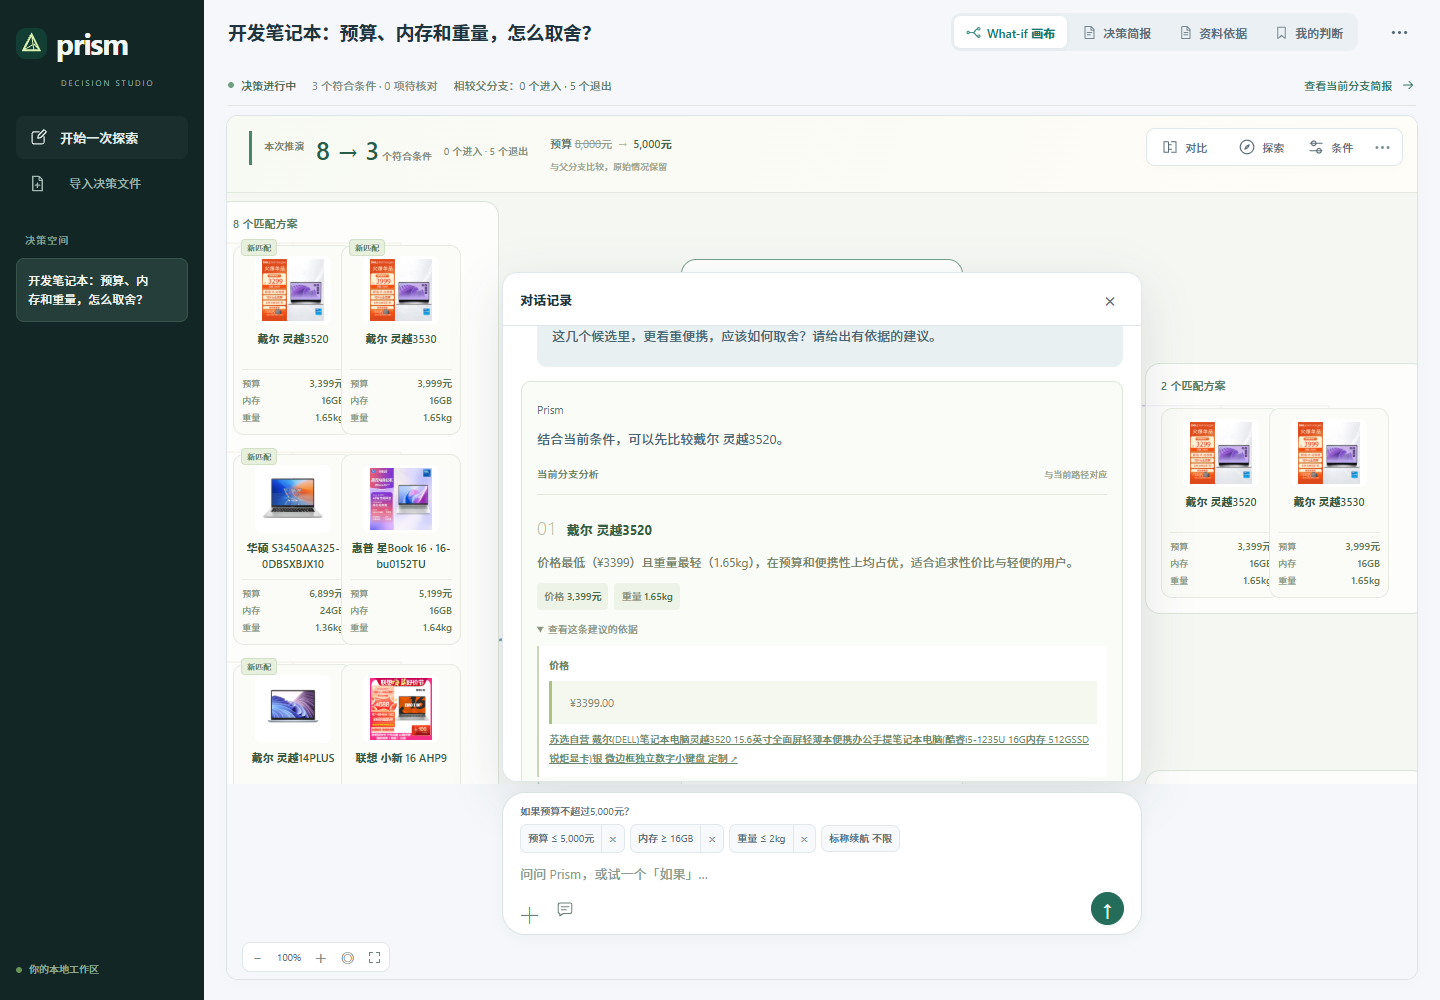 prism
DECISION STUDIO
开始一次探索
导入决策文件
决策空间
开发笔记本：预算、内
存和重量，怎么取舍？
你的本地工作区
开发笔记本：预算、内存和重量，怎么取舍？
What-if 画布
决策简报
资料依据
我的判断
决策进行中
3 个符合条件 · 0 项待核对
相较父分支：0 个进入 · 5 个退出
查看当前分支简报 →
本次推演
8 → 3 个符合条件
0 个进入 · 5 个退出
预算 8,000元 → 5,000元
与父分支比较，原始情况保留
对比
探索
条件
8 个匹配方案
新匹配
戴尔 灵越3520
预算 3,399元
内存 16GB
重量 1.65kg
新匹配
戴尔 灵越3530
预算 3,999元
内存 16GB
重量 1.65kg
新匹配
华硕 S3450AA325-
0DBSXBJX10
预算 6,899元
内存 24GB
重量 1.36kg
惠普 星Book 16 · 16-
bu0152TU
预算 5,199元
内存 16GB
重量 1.64kg
新匹配
戴尔 灵越14PLUS
联想 小新 16 AHP9
对话记录
×
这几个候选里，更看重便携，应该如何取舍？请给出有依据的建议。
Prism
结合当前条件，可以先比较戴尔 灵越3520。
当前分支分析
与当前路径对应
01 戴尔 灵越3520
价格最低（¥3399）且重量最轻（1.65kg），在预算和便携性上均占优，适合追求性价比与轻便的用户。
价格 3,399元
重量 1.65kg
▼ 查看这条建议的依据
价格
¥3399.00
苏选自营 戴尔(DELL)笔记本电脑灵越3520 15.6英寸全面屏轻薄本便携办公手提笔记本电脑(酷睿i5-1235U 16G内存 512GSSD
锐炬显卡)银 微边框独立数字小键盘 定制 ↗
2 个匹配方案
戴尔 灵越3520
预算 3,399元
内存 16GB
重量 1.65kg
戴尔 灵越3530
预算 3,999元
内存 16GB
重量 1.65kg
如果预算不超过5,000元？
预算 ≤ 5,000元 ×
内存 ≥ 16GB ×
重量 ≤ 2kg ×
标称续航 不限
问问 Prism，或试一个「如果」...
− 100% +